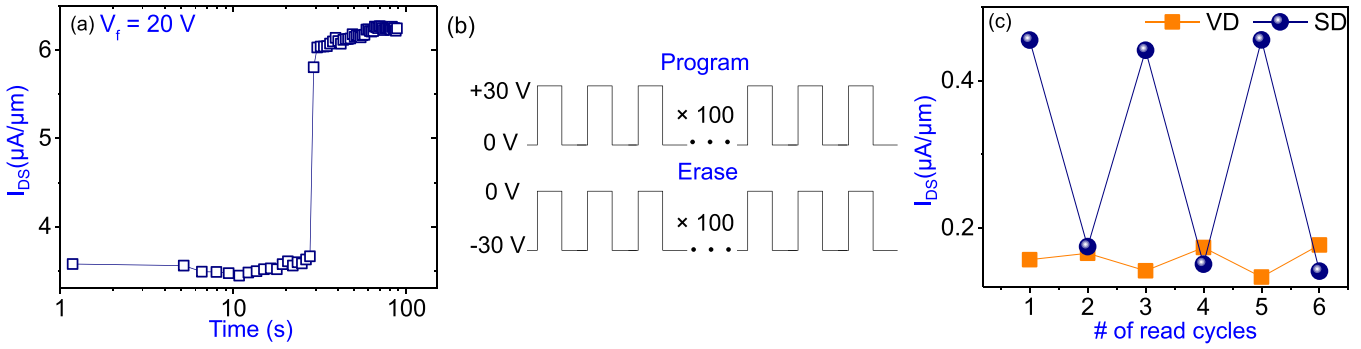 (a) V_f = 20 V
I_DS(µA/µm)
6
5
4
1
10
100
Time (s)
(b)
Program
+30 V
0 V
× 100
• • •
Erase
0 V
-30 V
× 100
• • •
(c)
VD
SD
I_DS(µA/µm)
0.4
0.2
1 2 3 4 5 6
# of read cycles